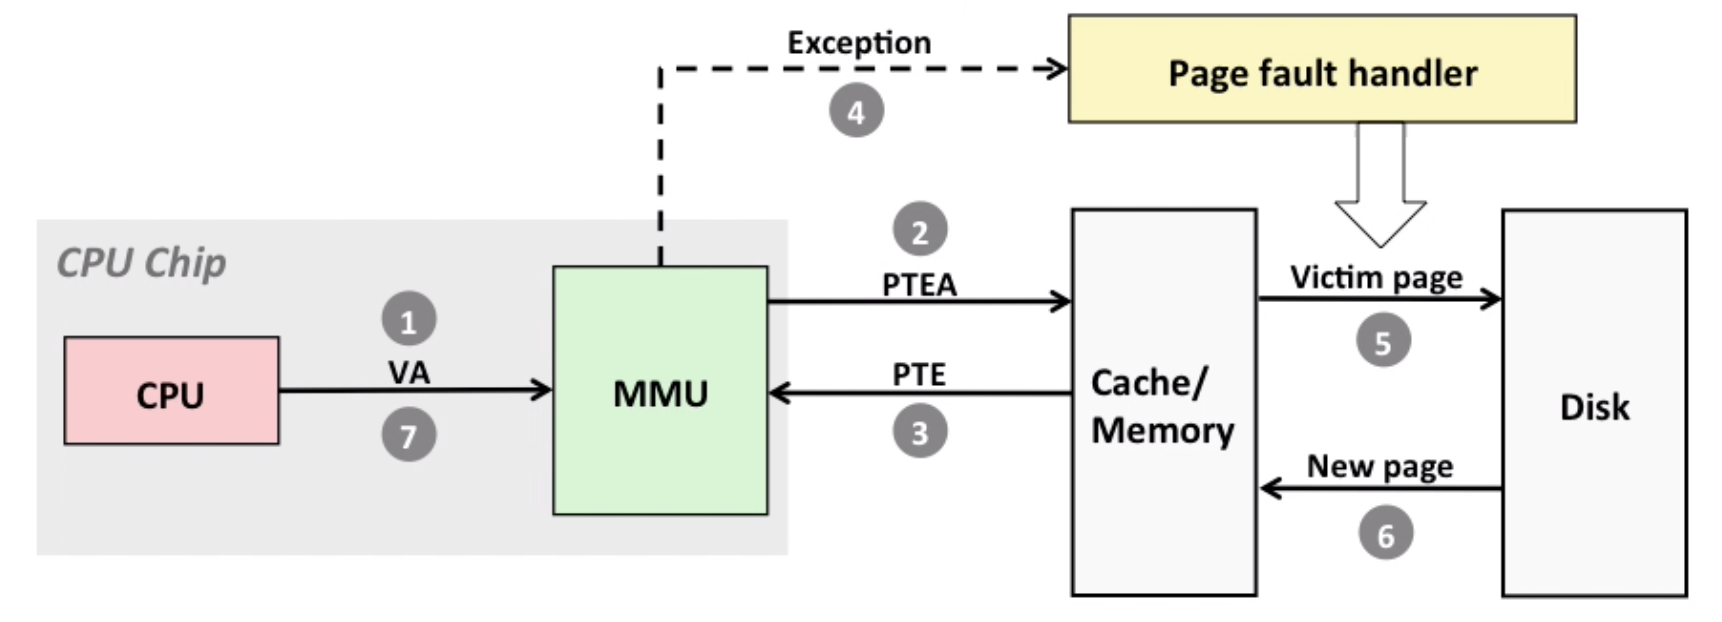 Exception
4
Page fault handler
CPU Chip
2
PTEA
1
VA
7
CPU
MMU
PTE
3
Cache/
Memory
Victim page
5
Disk
New page
6